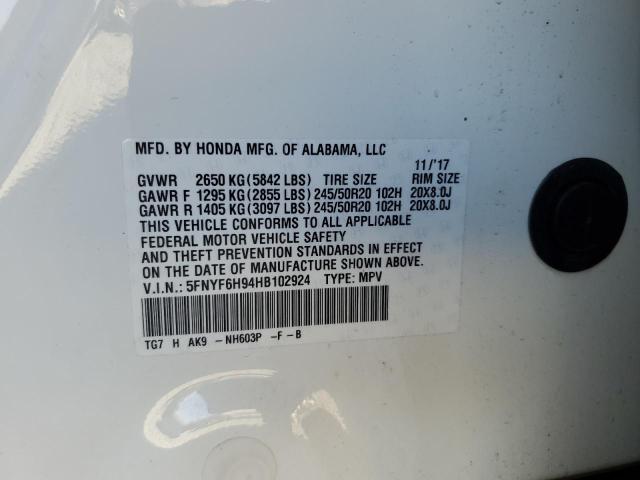 MFD. BY HONDA MFG. OF ALABAMA, LLC
11/'17
GVWR 2650 KG (5842 LBS) TIRE SIZE RIM SIZE
GAWR F 1295 KG (2855 LBS) 245/50R20 102H 20X8.0J
GAWR R 1405 KG (3097 LBS) 245/50R20 102H 20X8.0J
THIS VEHICLE CONFORMS TO ALL APPLICABLE
FEDERAL MOTOR VEHICLE SAFETY
AND THEFT PREVENTION STANDARDS IN EFFECT
ON THE DATE OF MANUFACTURE SHOWN ABOVE.
V.I.N.: 5FNYF6H94HB102924 TYPE: MPV
TG7 H AK9 -NH603P -F-B